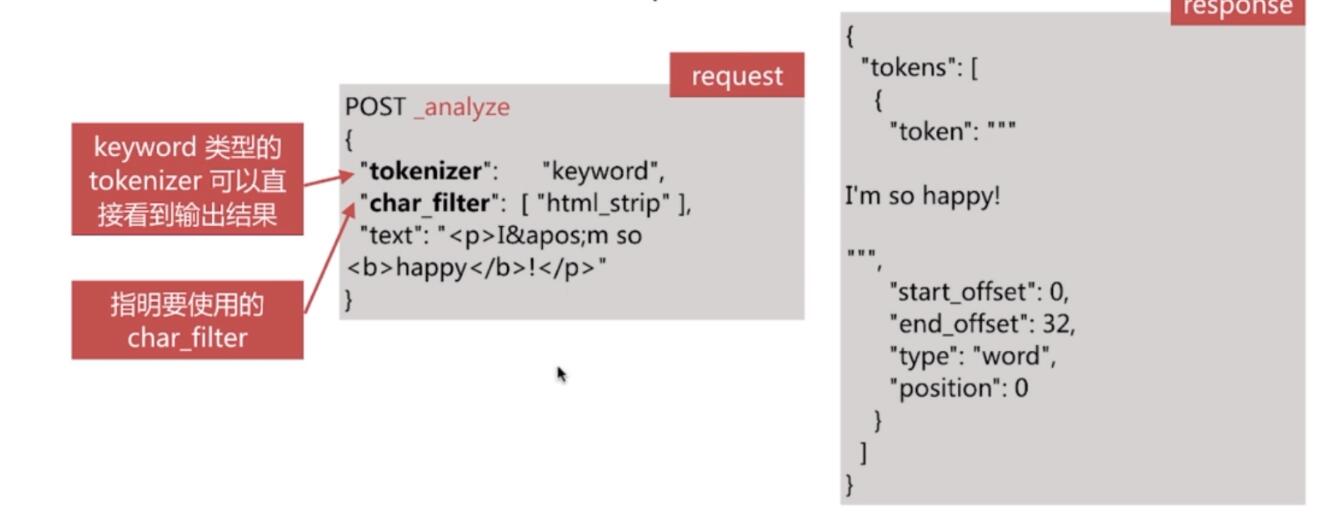 keyword 类型的
tokenizer 可以直
接看到输出结果
指明要使用的
char_filter
request
POST _analyze
{
"tokenizer": "keyword",
"char_filter": [ "html_strip" ],
"text": "<p>I&apos;m so
<b>happy</b>!</p>"
}
response
{
"tokens": [
{
"token": """
I'm so happy!
""",
"start_offset": 0,
"end_offset": 32,
"type": "word",
"position": 0
}
]
}